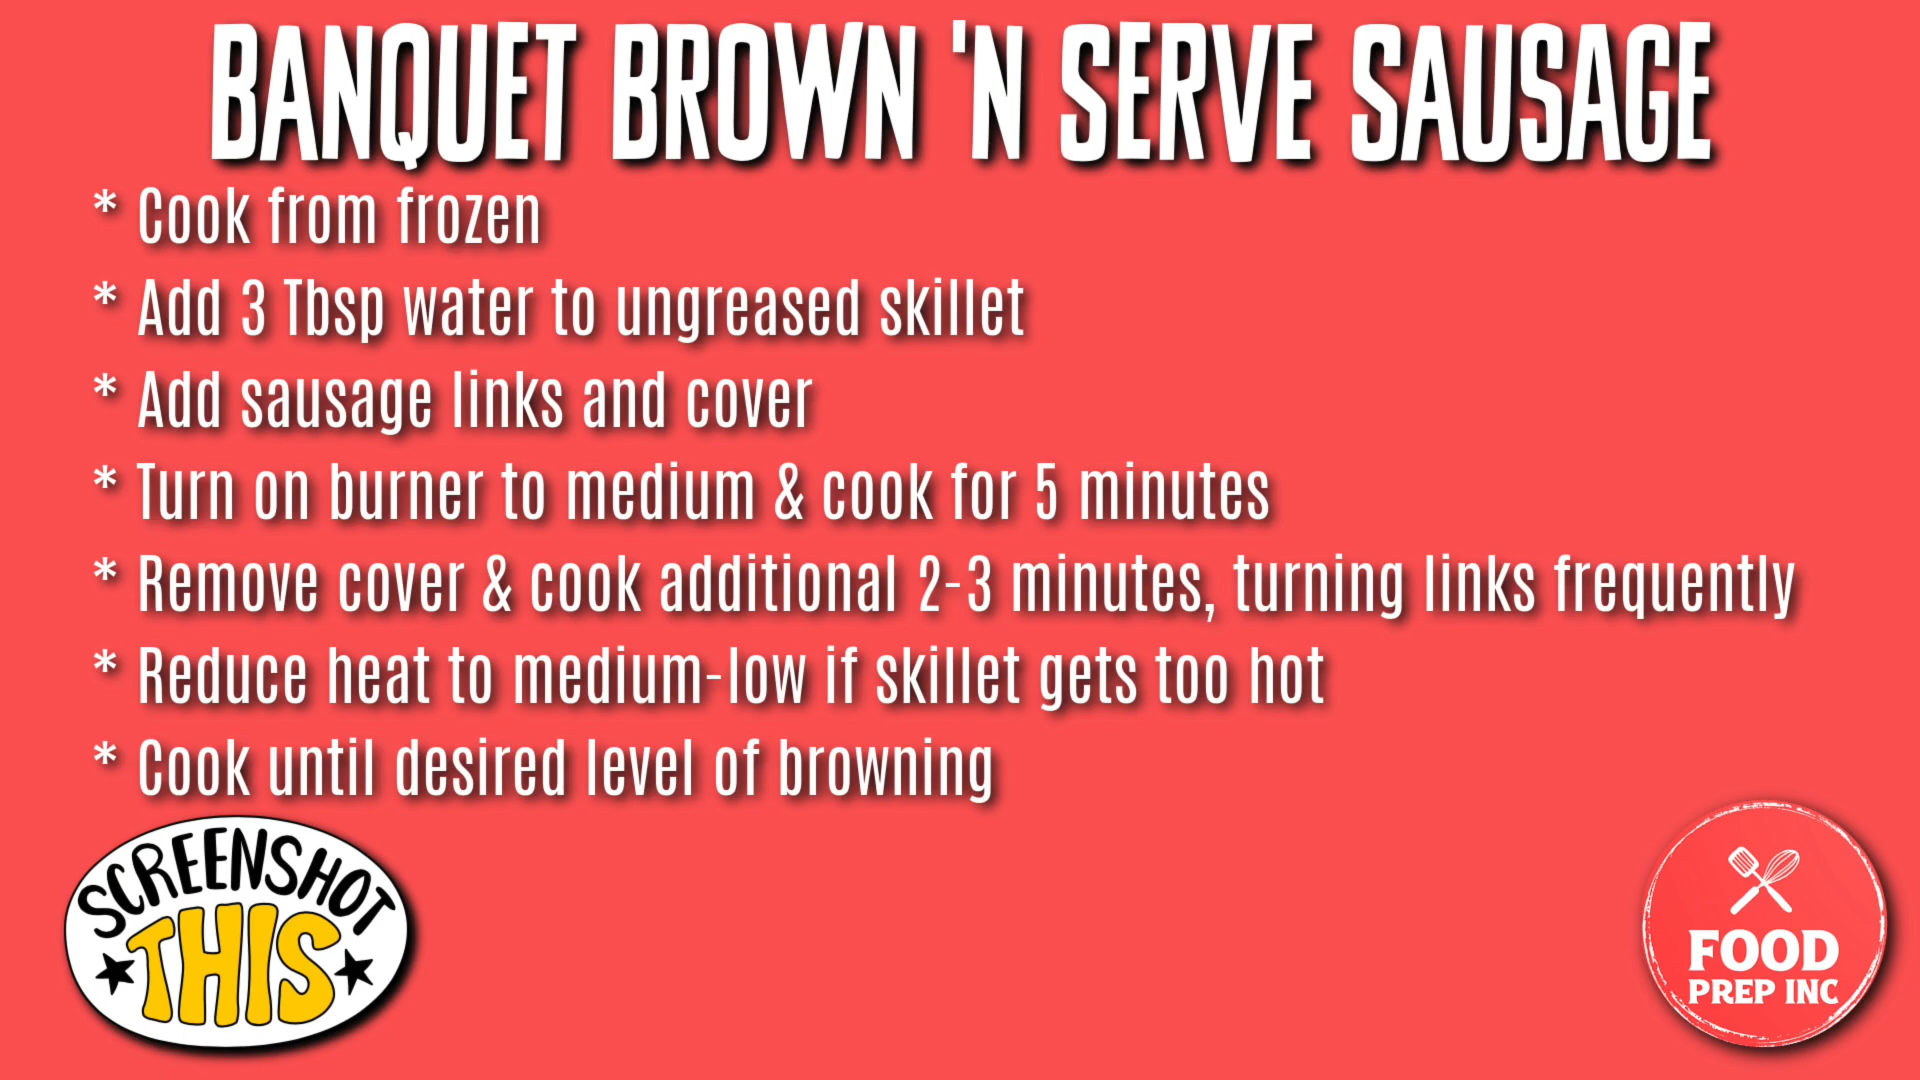 BANQUET BROWN 'N SERVE SAUSAGE
* Cook from frozen
* Add 3 Tbsp water to ungreased skillet
* Add sausage links and cover
* Turn on burner to medium & cook for 5 minutes
* Remove cover & cook additional 2-3 minutes, turning links frequently
* Reduce heat to medium-low if skillet gets too hot
* Cook until desired level of browning
SCREENSHOT
THIS
FOOD
PREP INC